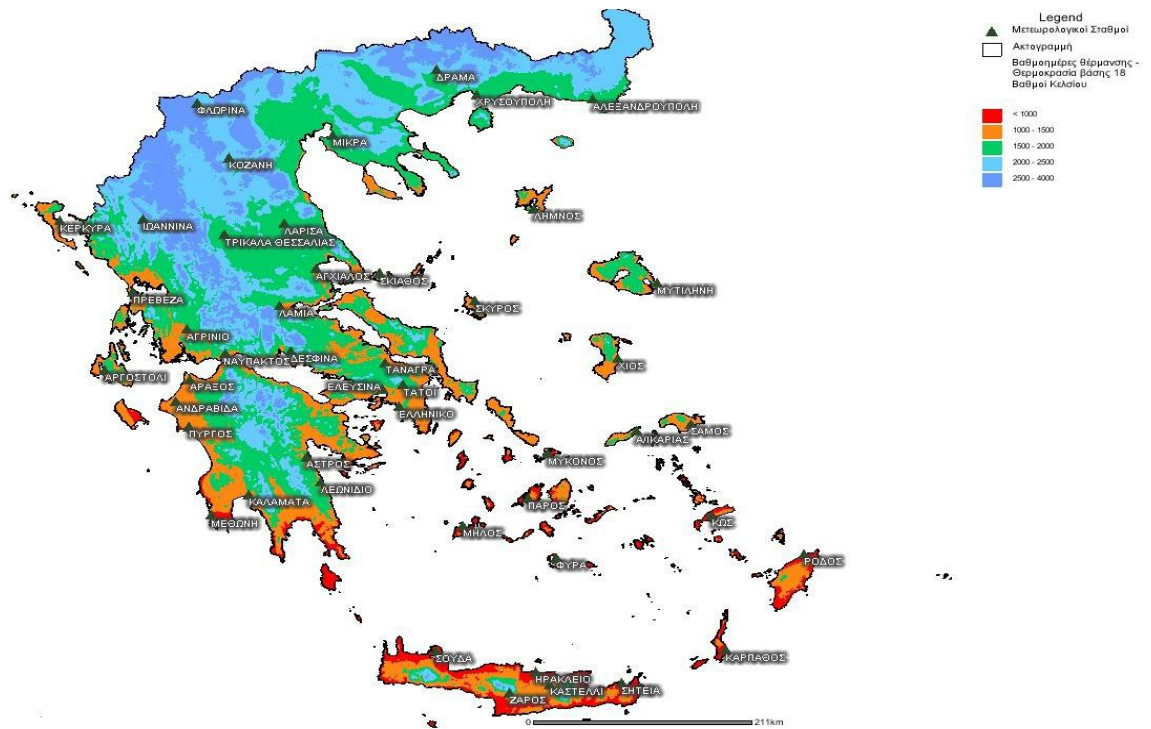 Legend
Μετεωρολογικοί Σταθμοί
Ακτογραμμή
Βαθμοημέρες θέρμανσης -
Θερμοκρασία βάσης 18
Βαθμοί Κελσίου
< 1000
1000 - 1500
1500 - 2000
2000 - 2500
2500 - 4000
ΔΡΑΜΑ
ΧΡΥΣΟΥΠΟΛΗ
ΑΛΕΞΑΝΔΡΟΥΠΟΛΗ
ΦΛΩΡΙΝΑ
ΜΙΚΡΑ
ΚΟΖΑΝΗ
ΛΗΜΝΟΣ
ΚΕΡΚΥΡΑ
ΙΩΑΝΝΙΝΑ
ΛΑΡΙΣΑ
ΤΡΙΚΑΛΑ ΘΕΣΣΑΛΙΑΣ
ΑΓΧΙΑΛΟΣ
ΣΚΙΑΘΟΣ
ΜΥΤΙΛΗΝΗ
ΠΡΕΒΕΖΑ
ΛΑΜΙΑ
ΣΚΥΡΟΣ
ΑΓΡΙΝΙΟ
ΝΑΥΠΑΚΤΟΣ
ΔΕΣΦΙΝΑ
ΤΑΝΑΓΡΑ
ΧΙΟΣ
ΑΡΓΟΣΤΟΛΙ
ΑΡΑΞΟΣ
ΕΛΕΥΣΙΝΑ
ΤΑΤΟΙ
ΑΝΔΡΑΒΙΔΑ
ΕΛΛΗΝΙΚΟ
ΠΥΡΓΟΣ
ΣΑΜΟΣ
ΑΙΚΑΡΙΑΣ
ΑΣΤΡΟΣ
ΜΥΚΟΝΟΣ
ΛΕΩΝΙΔΙΟ
ΚΑΛΑΜΑΤΑ
ΠΑΡΟΣ
ΜΕΘΩΝΗ
ΜΗΛΟΣ
ΚΩΣ
ΦΥΡΑ
ΡΟΔΟΣ
ΣΟΥΔΑ
ΚΑΡΠΑΘΟΣ
ΗΡΑΚΛΕΙΟ
ΚΑΣΤΕΛΛΙ
ΣΗΤΕΙΑ
ΖΑΡΟΣ
0 211km